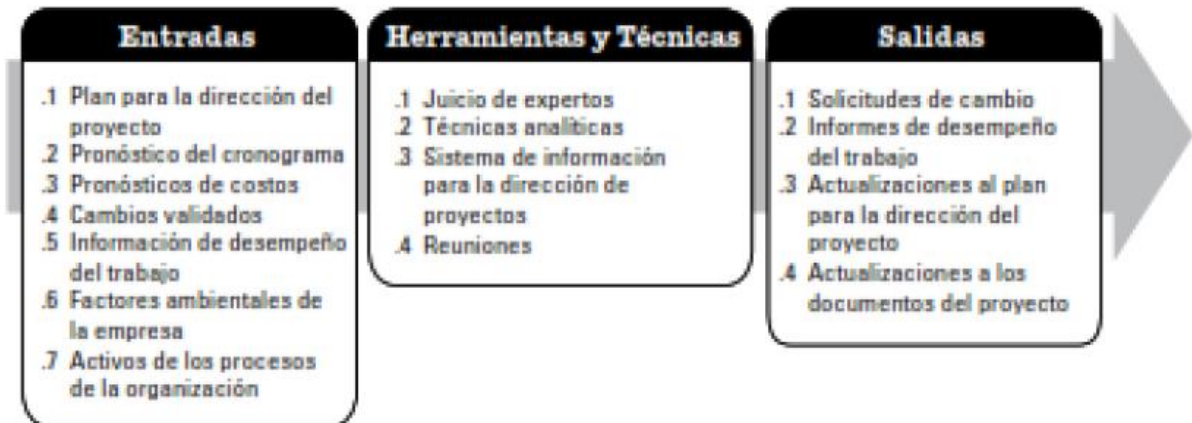 Entradas
.1 Plan para la dirección del
proyecto
.2 Pronóstico del cronograma
.3 Pronósticos de costos
.4 Cambios validados
.5 Información de desempeño
del trabajo
.6 Factores ambientales de
la empresa
.7 Activos de los procesos
de la organización
Herramientas y Técnicas
.1 Juicio de expertos
.2 Técnicas analíticas
.3 Sistema de información
para la dirección de
proyectos
.4 Reuniones
Salidas
.1 Solicitudes de cambio
.2 Informes de desempeño
del trabajo
.3 Actualizaciones al plan
para la dirección del
proyecto
.4 Actualizaciones a los
documentos del proyecto